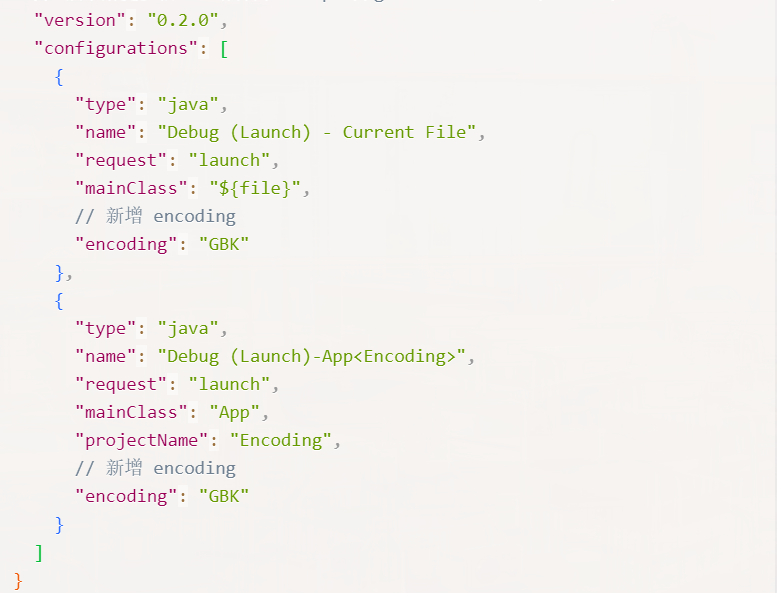 "version": "0.2.0",
"configurations": [
{
"type": "java",
"name": "Debug (Launch) - Current File",
"request": "launch",
"mainClass": "${file}",
// 新增 encoding
"encoding": "GBK"
},
{
"type": "java",
"name": "Debug (Launch)-App<Encoding>",
"request": "launch",
"mainClass": "App",
"projectName": "Encoding",
// 新增 encoding
"encoding": "GBK"
}
]
}